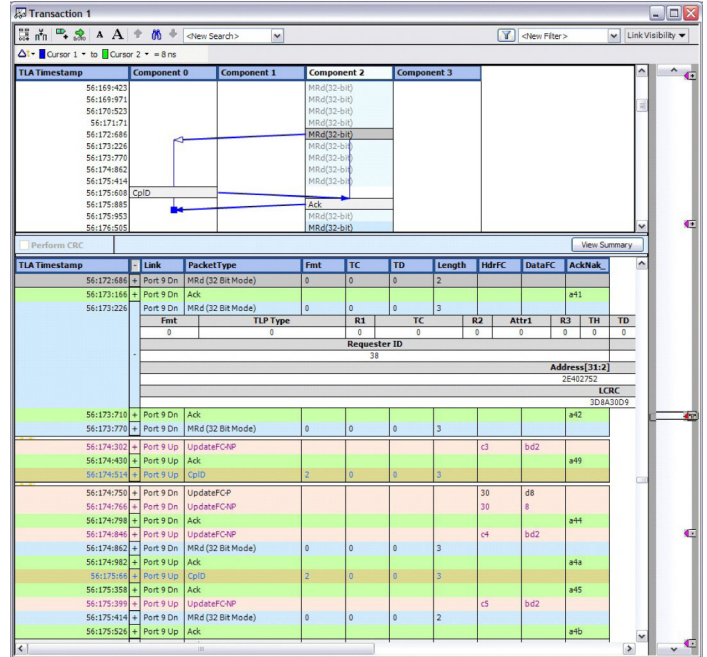 Transaction 1
A A <New Search> <New Filter> Link Visibility
Δt Cursor 1 to Cursor 2 = 8 ns
TLA Timestamp Component 0 Component 1 Component 2 Component 3
56:169:423 MRd(32-bit)
56:169:971 MRd(32-bit)
56:170:523 MRd(32-bit)
56:171:71 MRd(32-bit)
56:172:686 MRd(32-bit)
56:173:226 MRd(32-bit)
56:173:770 MRd(32-bit)
56:174:862 MRd(32-bit)
56:175:414 MRd(32-bit)
56:175:608 CplD
56:175:885 Ack
56:175:953 MRd(32-bit)
56:176:505 MRd(32-bit)
Perform CRC View Summary
TLA Timestamp - Link PacketType Fmt TC TD Length HdrFC DataFC AckNak_
56:172:686 + Port 9 Dn MRd (32 Bit Mode) 0 0 0 2
56:173:166 + Port 9 Dn Ack a41
56:173:226 Port 9 Dn MRd (32 Bit Mode) 0 0 0 3
Fmt TLP Type R1 TC R2 Attr1 R3 TH TD
0 0 0 0 0 0 0 0 0
Requester ID
- 38
Address[31:2]
2E402752
LCRC
3D8A30D9
56:173:710 + Port 9 Dn Ack a42
56:173:770 + Port 9 Dn MRd (32 Bit Mode) 0 0 0 3
56:174:302 + Port 9 Up UpdateFC-NP c3 bd2
56:174:430 + Port 9 Up Ack a49
56:174:514 + Port 9 Up CplD 2 0 0 3
56:174:750 + Port 9 Dn UpdateFC-P 30 d8
56:174:766 + Port 9 Dn UpdateFC-NP 30 8
56:174:798 + Port 9 Dn Ack a44
56:174:846 + Port 9 Up UpdateFC-NP c4 bd2
56:174:862 + Port 9 Dn MRd (32 Bit Mode) 0 0 0 3
56:174:982 + Port 9 Up Ack a4a
56:175:66 + Port 9 Up CplD 2 0 0 3
56:175:358 + Port 9 Dn Ack a45
56:175:399 + Port 9 Up UpdateFC-NP c5 bd2
56:175:414 + Port 9 Dn MRd (32 Bit Mode) 0 0 0 2
56:175:526 + Port 9 Up Ack a4b